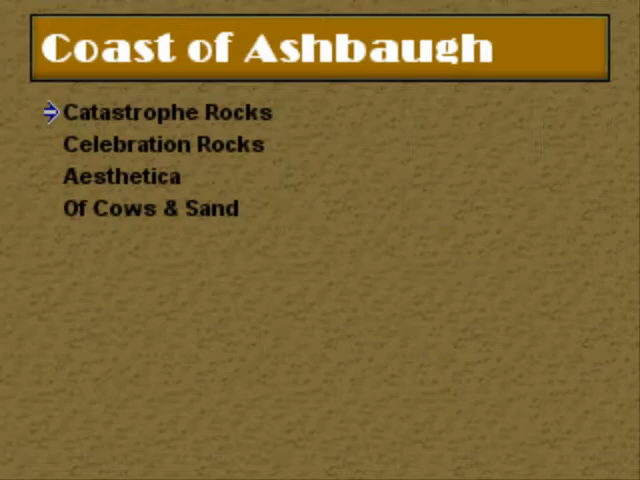 Coast of Ashbaugh
Catastrophe Rocks
Celebration Rocks
Aesthetica
Of Cows & Sand